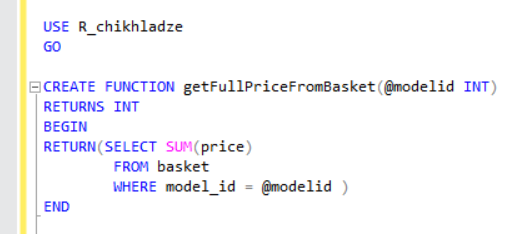 USE R_chikhladze
GO
CREATE FUNCTION getFullPriceFromBasket(@modelid INT)
RETURNS INT
BEGIN
RETURN(SELECT SUM(price)
FROM basket
WHERE model_id = @modelid )
END